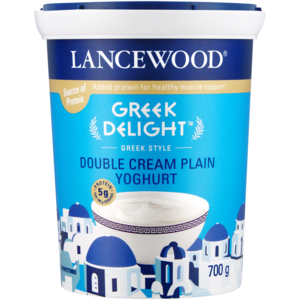 LANCEWOOD®
Source of Protein
Added protein for healthy muscle support
GREEK
DELIGHT™
GREEK STYLE
DOUBLE CREAM PLAIN
YOGHURT
PROTEIN
5g
700 g